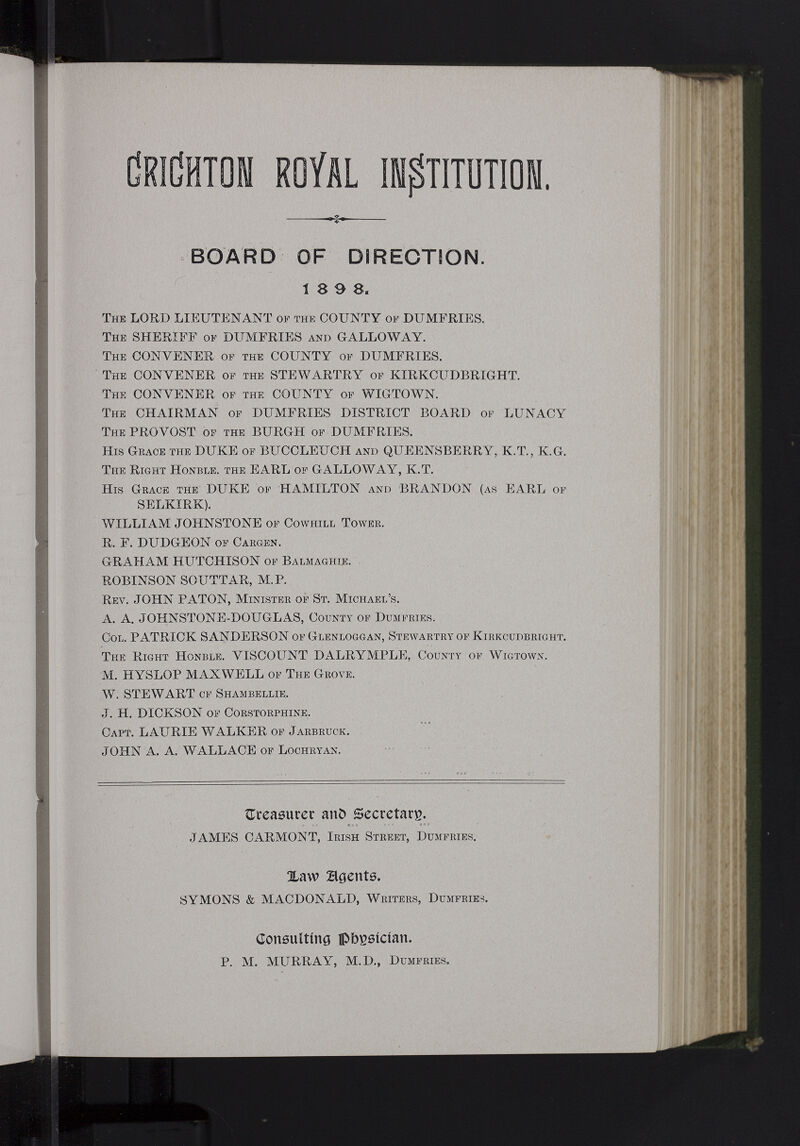 CRICHTON ROYAL INSTITUTION.
BOARD OF DIRECTION.
1898.
THE LORD LIEUTENANT OF THE COUNTY OF DUMFRIES.
THE SHERIFF OF DUMFRIES AND GALLOWAY.
THE CONVENER OF THE COUNTY OF DUMFRIES.
THE CONVENER OF THE STEWARTRY OF KIRKCUDBRIGHT.
THE CONVENER OF THE COUNTY OF WIGTOWN.
THE CHAIRMAN OF DUMFRIES DISTRICT BOARD OF LUNACY
THE PROVOST OF THE BURGH OF DUMFRIES.
HIS GRACE THE DUKE OF BUCCLEUCH AND QUEENSBERRY, K.T., K.G.
THE RIGHT HONBLE. THE EARL OF GALLOWAY, K.T.
HIS GRACE THE DUKE OF HAMILTON AND BRANDON (AS EARL OF
SELKIRK).
WILLIAM JOHNSTONE OF COWHILL TOWER.
R. F. DUDGEON OF CARGEN.
GRAHAM HUTCHISON OF BALMAGHIE.
ROBINSON SOUTTAR, M.P.
REV. JOHN PATON, MINISTER OF ST. MICHAEL'S.
A. A. JOHNSTONE-DOUGLAS, COUNTY OF DUMFRIES.
COL. PATRICK SANDERSON OF GLENLOGGAN, STEWARTRY OF KIRKCUDBRIGHT.
THE RIGHT HONBLE. VISCOUNT DALRYMPLE, COUNTY OF WIGTOWN.
M. HYSLOP MAXWELL OF THE GROVE.
W. STEWART OF SHAMBELLIE.
J. H. DICKSON OF CORSTORPHINE.
CAPT. LAURIE WALKER OF JARBRUCK.
JOHN A. A. WALLACE OF LOCHRYAN.
Treasurer and Secretary.
JAMES CARMONT, IRISH STREET, DUMFRIES.
Law Agents.
SYMONS & MACDONALD, WRITERS, DUMFRIES.
Consulting Physician.
P. M. MURRAY, M.D., DUMFRIES.